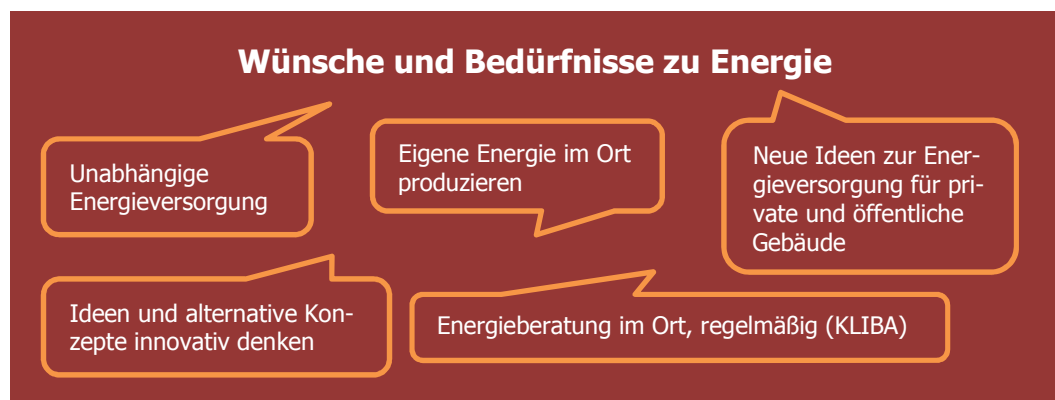 Wünsche und Bedürfnisse zu Energie
Unabhängige
Energieversorgung
Eigene Energie im Ort
produzieren
Neue Ideen zur Ener-
gieversorgung für pri-
vate und öffentliche
Gebäude
Ideen und alternative Kon-
zepte innovativ denken
Energieberatung im Ort, regelmäßig (KLIBA)